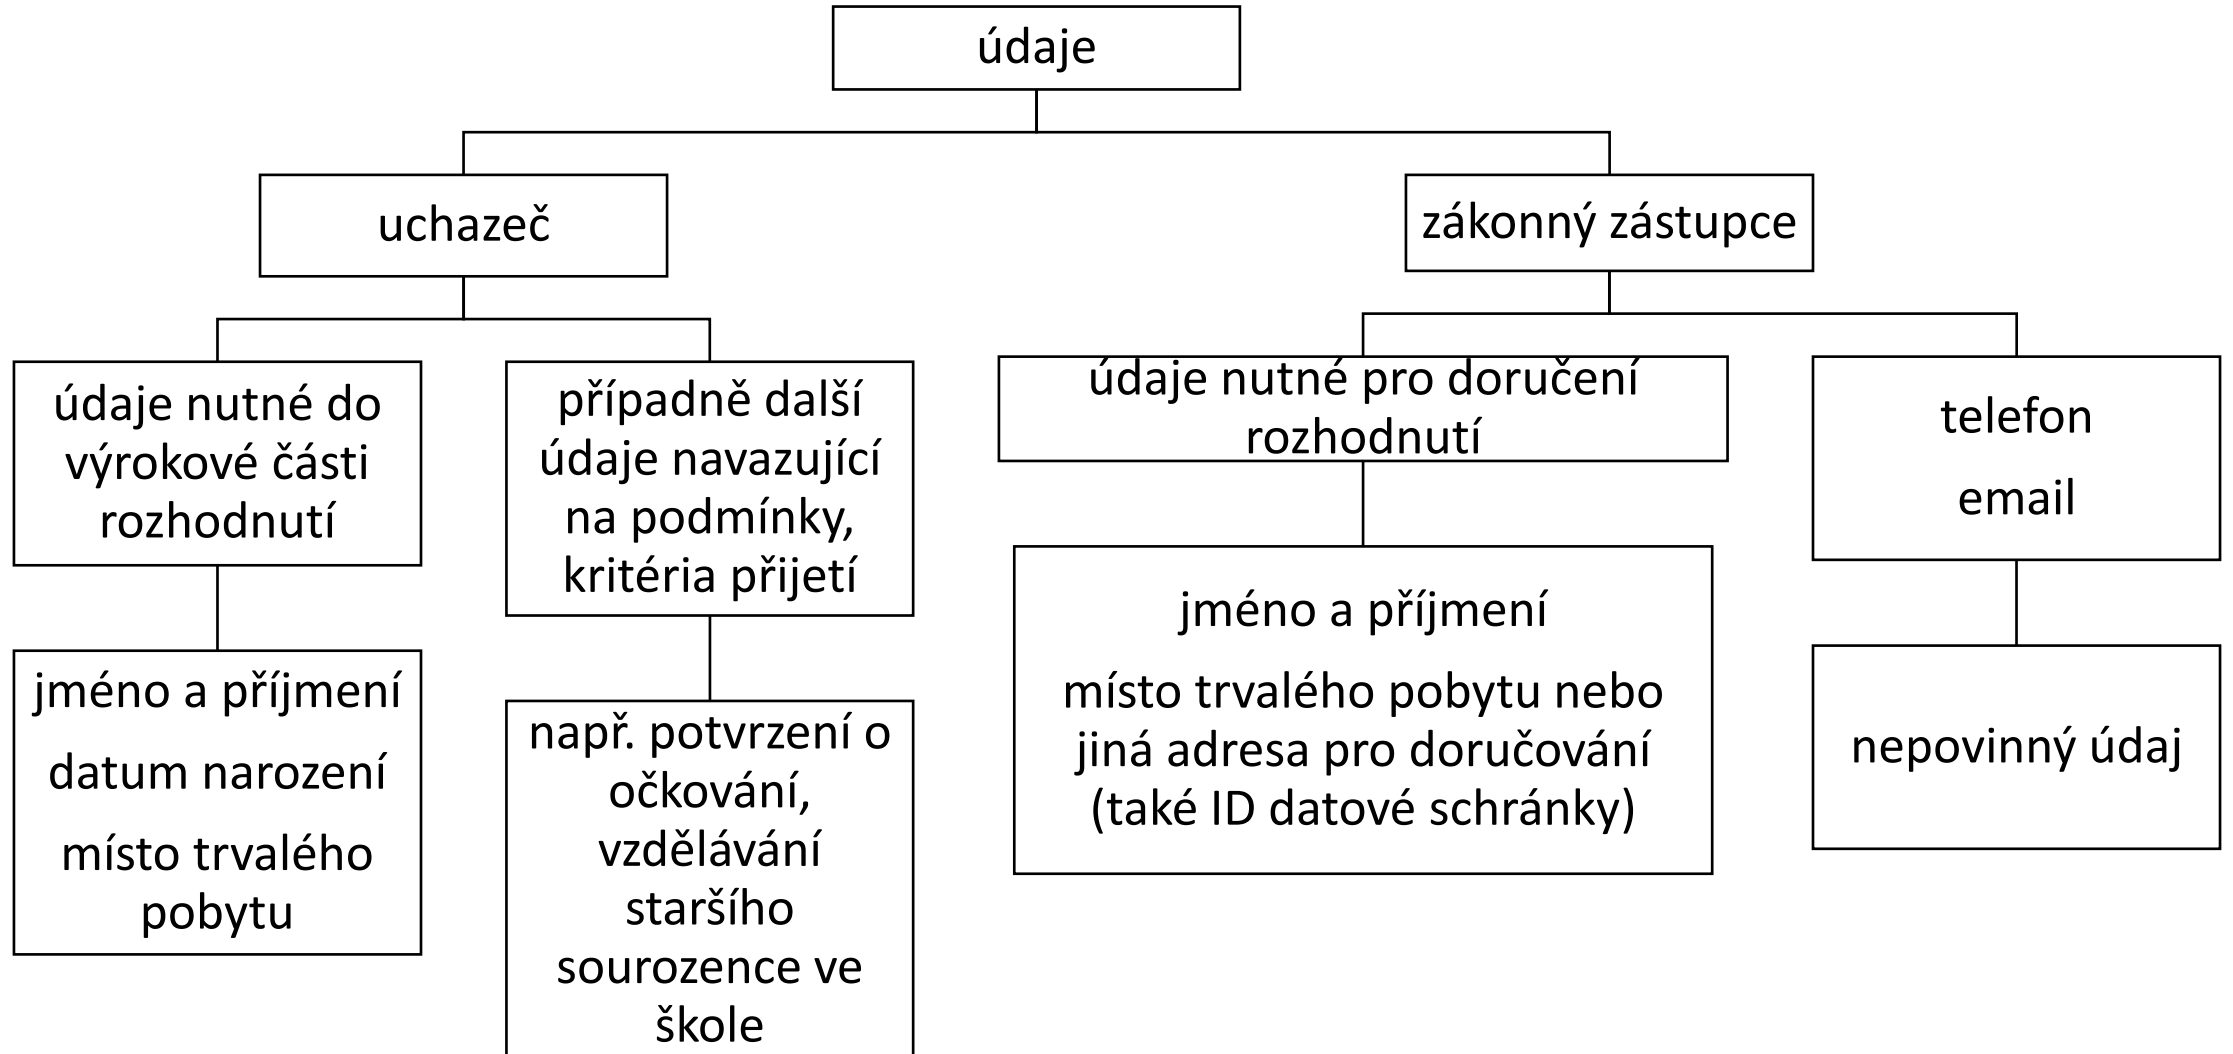 údaje
uchazeč
zákonný zástupce
údaje nutné do
výrokové části
rozhodnutí
případně další
údaje navazující
na podmínky,
kritéria přijetí
údaje nutné pro doručení
rozhodnutí
telefon
email
jméno a příjmení
datum narození
místo trvalého
pobytu
např. potvrzení o
očkování,
vzdělávání
staršího
sourozence ve
škole
jméno a příjmení
místo trvalého pobytu nebo
jiná adresa pro doručování
(také ID datové schránky)
nepovinný údaj